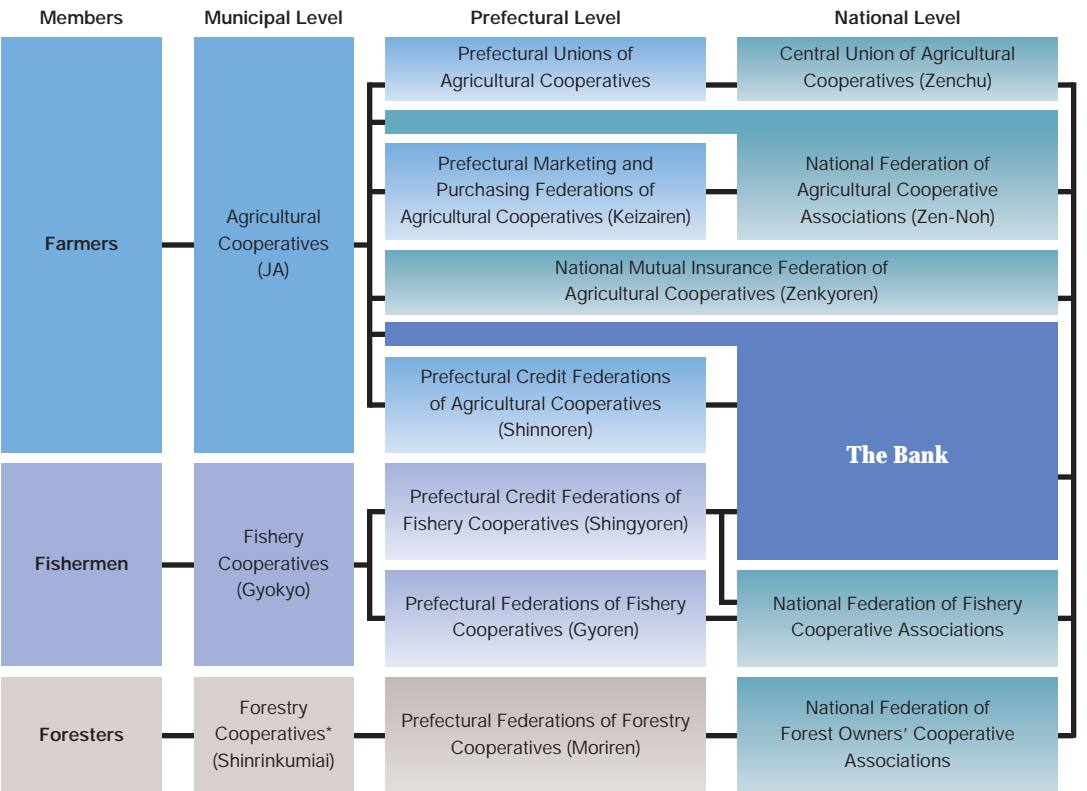 Members
Municipal Level
Prefectural Level
National Level
Farmers
Agricultural
Cooperatives
(JA)
Prefectural Unions of
Agricultural Cooperatives
Central Union of Agricultural
Cooperatives (Zenchu)
Prefectural Marketing and
Purchasing Federations of
Agricultural Cooperatives (Keizairen)
National Federation of
Agricultural Cooperative
Associations (Zen-Noh)
National Mutual Insurance Federation of
Agricultural Cooperatives (Zenkyoren)
Prefectural Credit Federations
of Agricultural Cooperatives
(Shinnoren)
The Bank
Fishermen
Fishery
Cooperatives
(Gyokyo)
Prefectural Credit Federations of
Fishery Cooperatives (Shingyoren)
Prefectural Federations of Fishery
Cooperatives (Gyoren)
National Federation of Fishery
Cooperative Associations
Foresters
Forestry
Cooperatives*
(Shinrinkumiai)
Prefectural Federations of Forestry
Cooperatives (Moriren)
National Federation of
Forest Owners' Cooperative
Associations